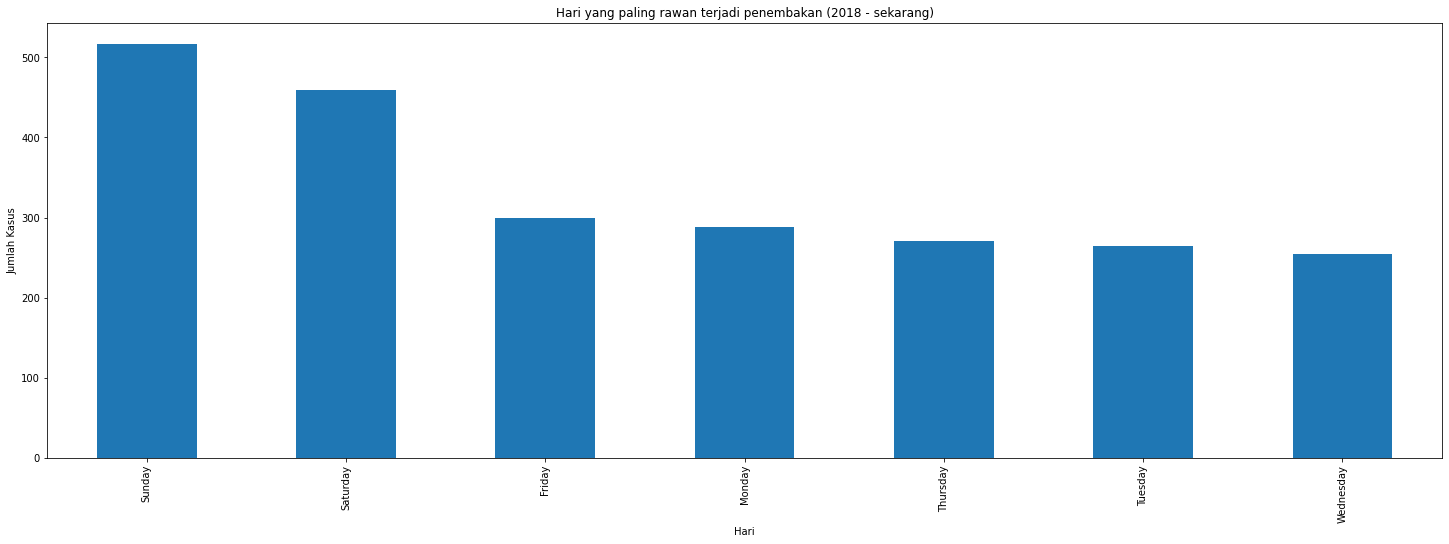 Hari yang paling rawan terjadi penembakan (2018 - sekarang)
500
400
300
200
100
0
Jumlah Kasus
Sunday
Saturday
Friday
Monday
Thursday
Tuesday
Wednesday
Hari